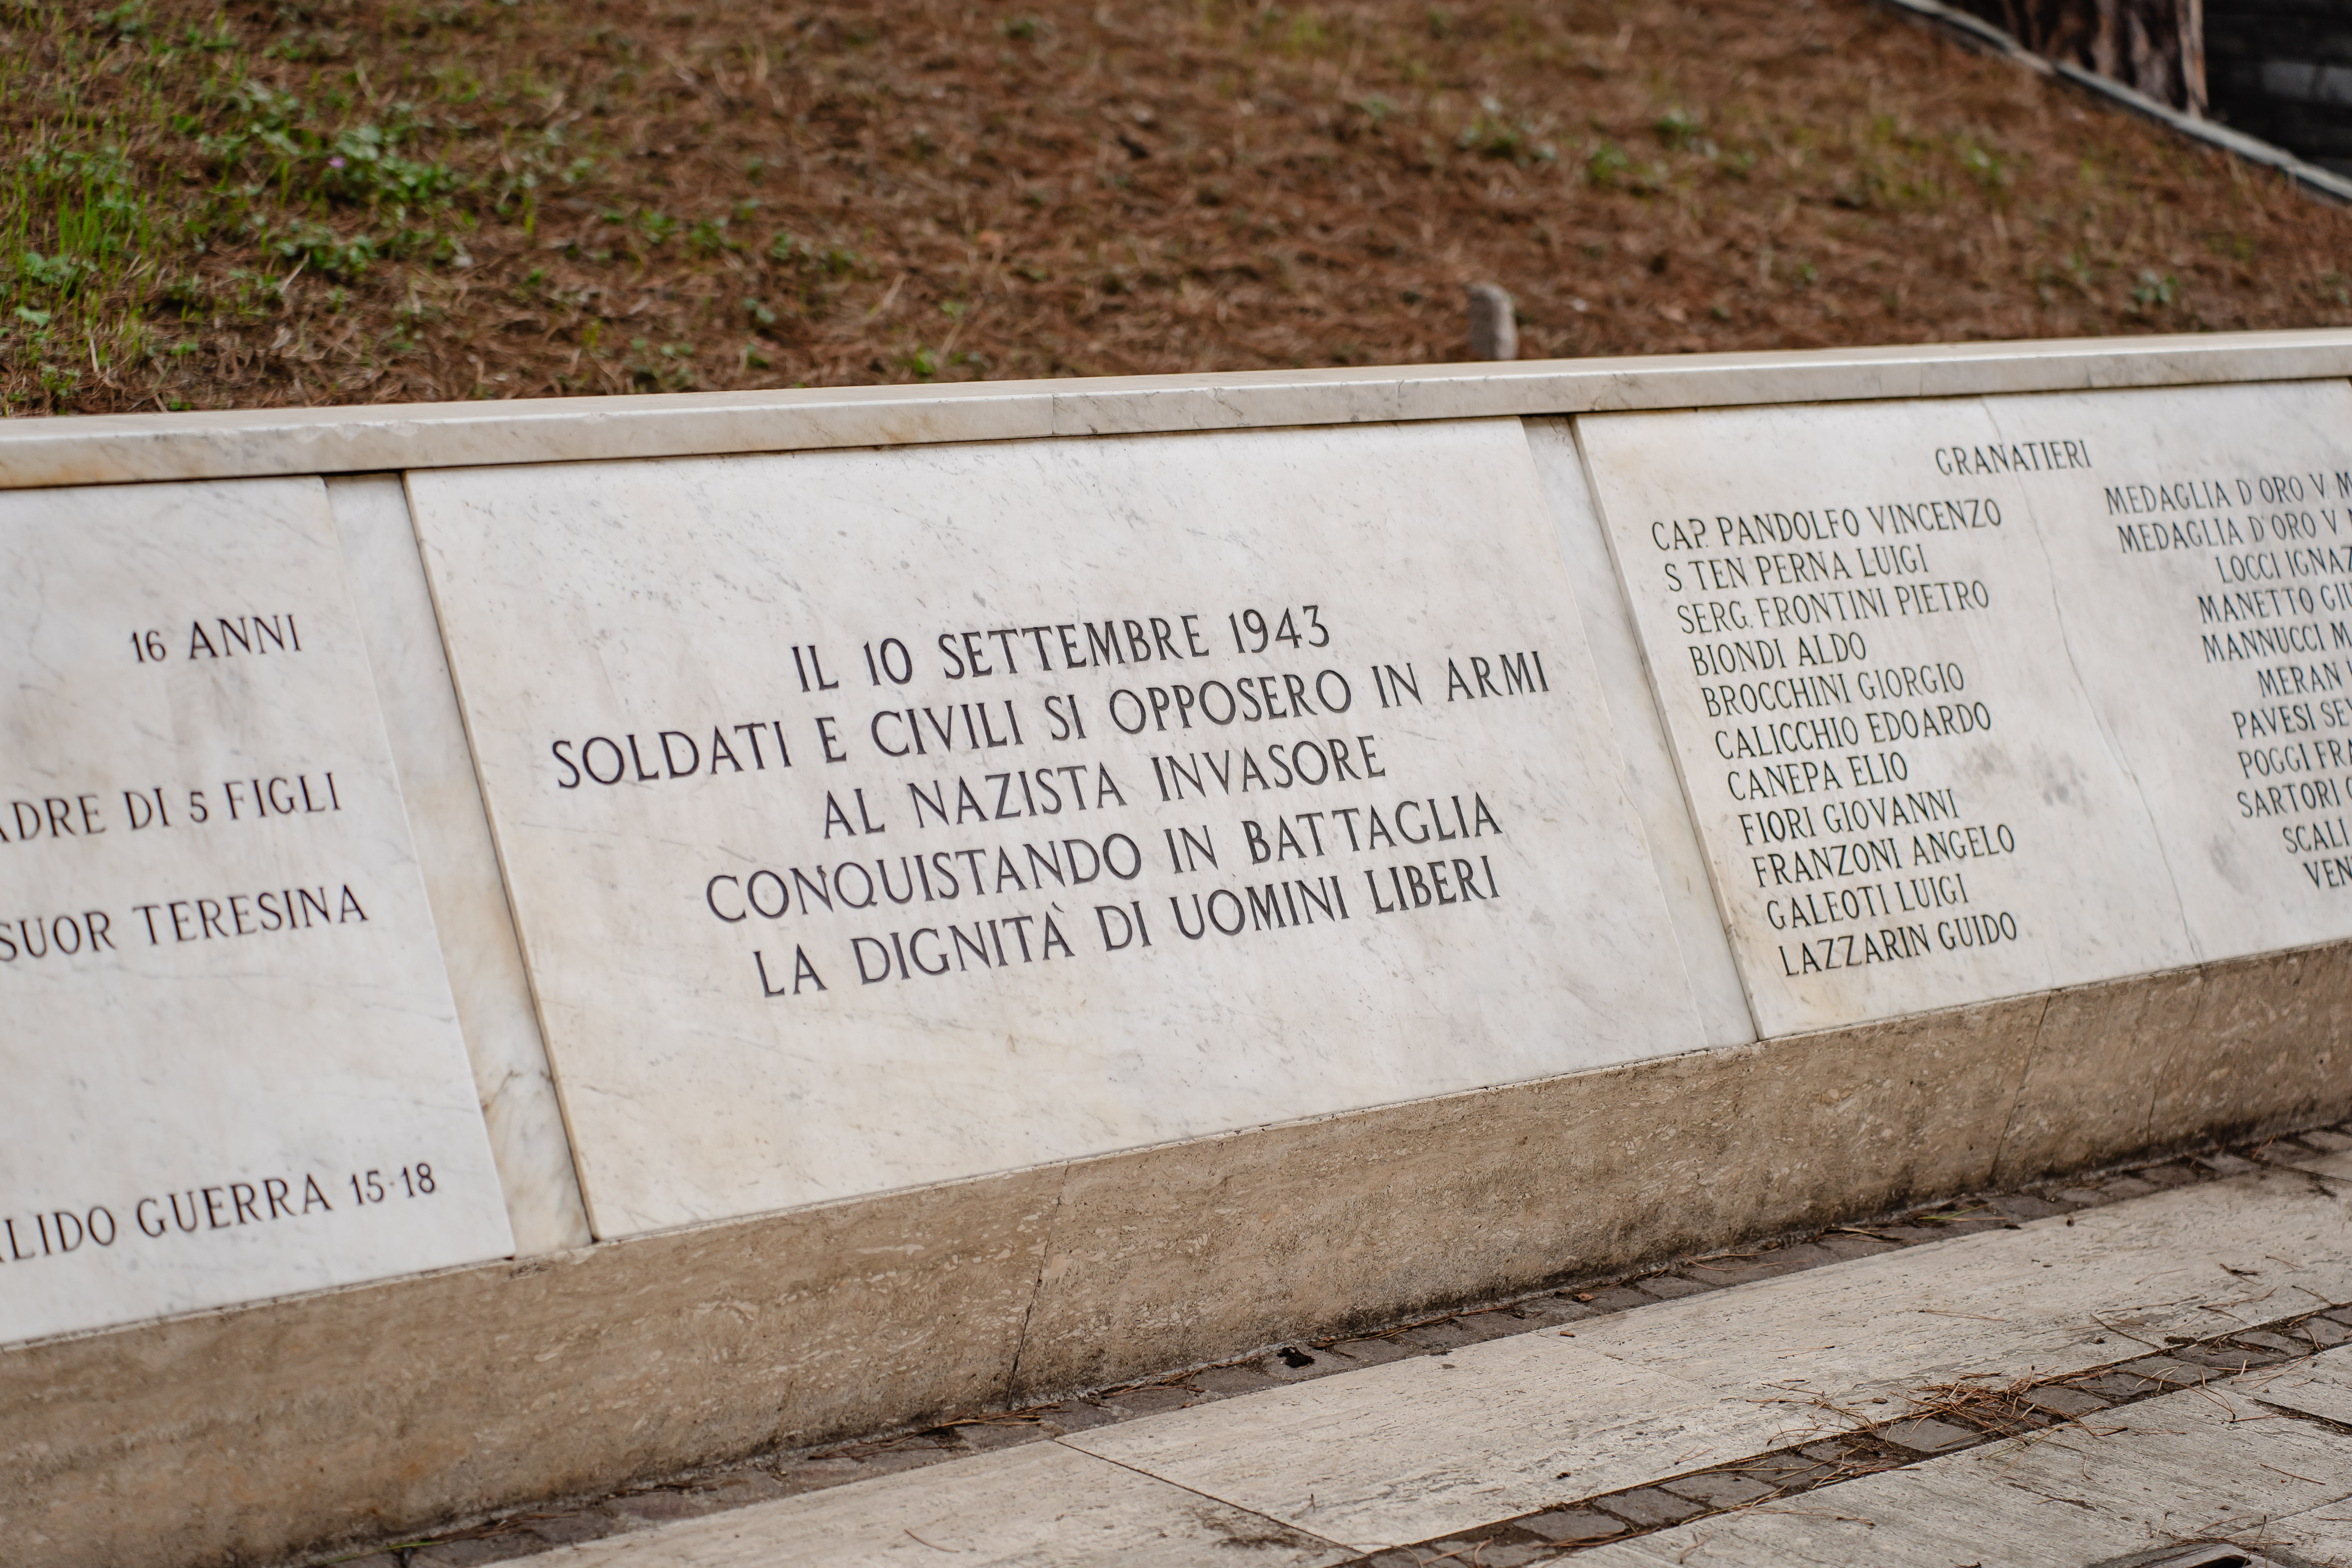 16 ANNI
DI 5 FIGLI
SUOR TERESINA
GUERRA 15-18
IL 10 SETTEMBRE 1943
SOLDATI E CIVILI SI OPPOSERO IN ARMI
AL NAZISTA INVASORE
CONQUISTANDO IN BATTAGLIA
LA DIGNITÀ DI UOMINI LIBERI
GRANATIERI
CAP. PANDOLFO VINCENZO
S TEN PERNA LUIGI
SERG. FRONTINI PIETRO
BIONDI ALDO
BROCCHINI GIORGIO
CALICCHIO EDOARDO
CANEPA ELIO
FIORI GIOVANNI
FRANZONI ANGELO
GALEOTI LUIGI
LAZZARIN GUIDO
MEDAGLIA D'ORO V.
MEDAGLIA D'ORO V.
LOCCI
MANETTO
MANNUCCI
MERAN
PAVESI
POGGI
SARTORI